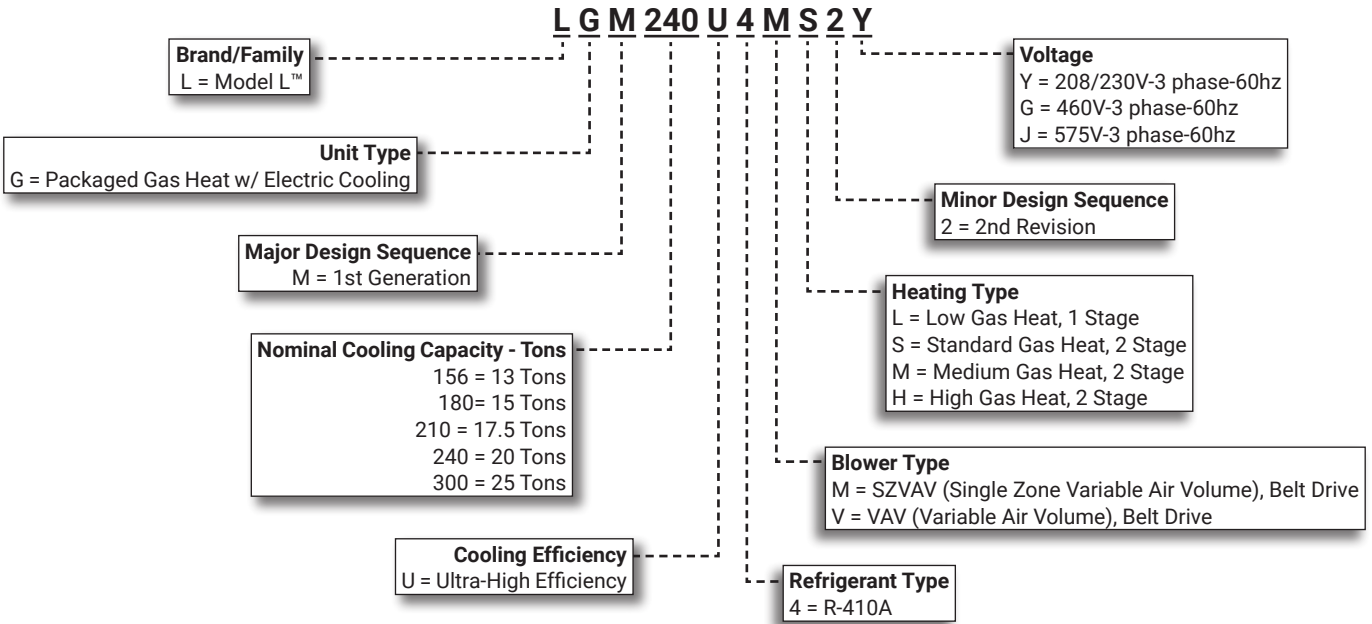 L G M 240 U 4 M S 2 Y
Brand/Family
L = Model L™
Unit Type
G = Packaged Gas Heat w/ Electric Cooling
Major Design Sequence
M = 1st Generation
Nominal Cooling Capacity - Tons
156 = 13 Tons
180= 15 Tons
210 = 17.5 Tons
240 = 20 Tons
300 = 25 Tons
Cooling Efficiency
U = Ultra-High Efficiency
Voltage
Y = 208/230V-3 phase-60hz
G = 460V-3 phase-60hz
J = 575V-3 phase-60hz
Minor Design Sequence
2 = 2nd Revision
Heating Type
L = Low Gas Heat, 1 Stage
S = Standard Gas Heat, 2 Stage
M = Medium Gas Heat, 2 Stage
H = High Gas Heat, 2 Stage
Blower Type
M = SZVAV (Single Zone Variable Air Volume), Belt Drive
V = VAV (Variable Air Volume), Belt Drive
Refrigerant Type
4 = R-410A